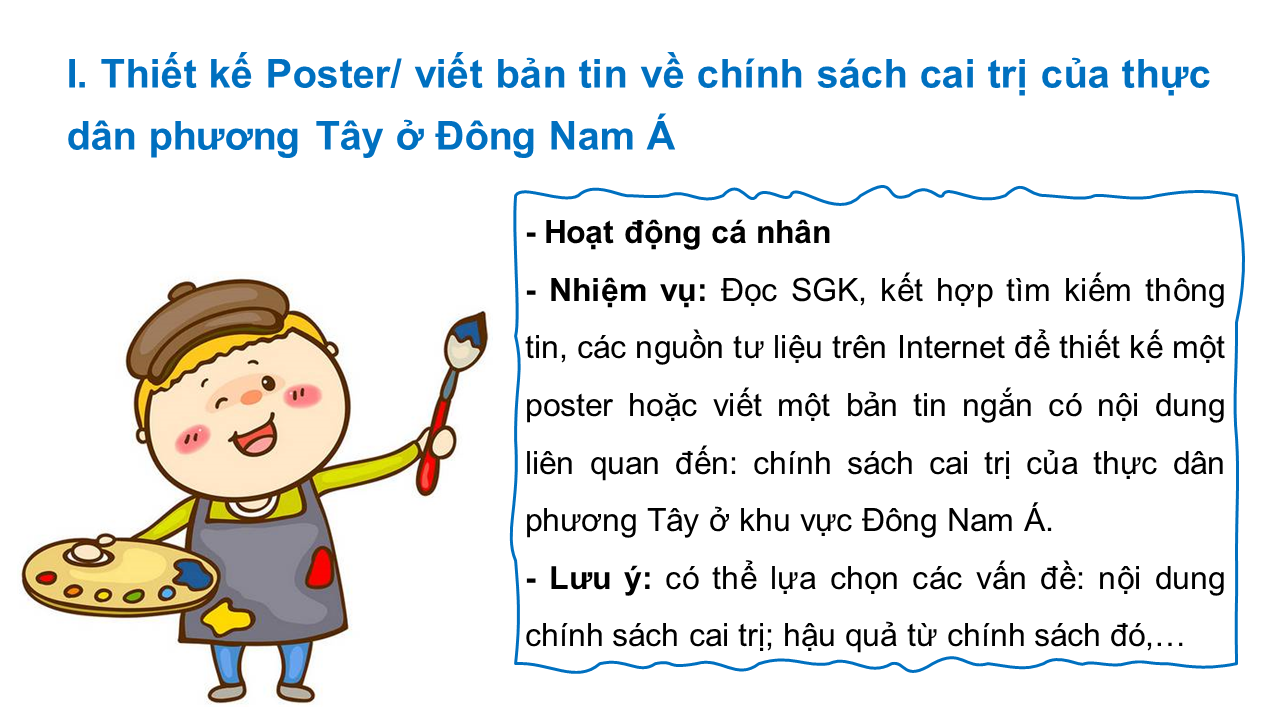 I. Thiết kế Poster/ viết bản tin về chính sách cai trị của thực
dân phương Tây ở Đông Nam Á
- Hoạt động cá nhân
- Nhiệm vụ: Đọc SGK, kết hợp tìm kiếm thông
tin, các nguồn tư liệu trên Internet để thiết kế một
poster hoặc viết một bản tin ngắn có nội dung
liên quan đến: chính sách cai trị của thực dân
phương Tây ở khu vực Đông Nam Á.
- Lưu ý: có thể lựa chọn các vấn đề: nội dung
chính sách cai trị; hậu quả từ chính sách đó,…